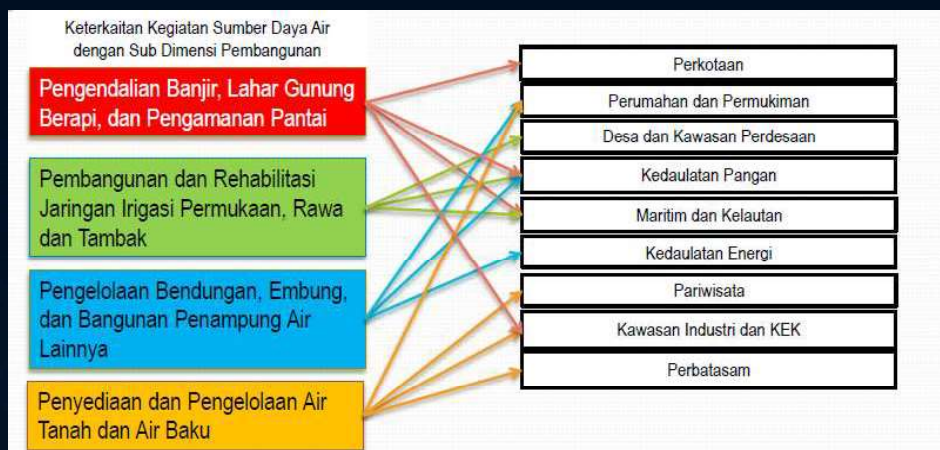 Keterkaitan Kegiatan Sumber Daya Air
dengan Sub Dimensi Pembangunan
Pengendalian Banjir, Lahar Gunung
Berapi, dan Pengamanan Pantai
Pembangunan dan Rehabilitasi
Jaringan Irigasi Permukaan, Rawa
dan Tambak
Pengelolaan Bendungan, Embung,
dan Bangunan Penampung Air
Lainnya
Penyediaan dan Pengelolaan Air
Tanah dan Air Baku
Perkotaan
Perumahan dan Permukiman
Desa dan Kawasan Perdesaan
Kedaulatan Pangan
Maritim dan Kelautan
Kedaulatan Energi
Pariwisata
Kawasan Industri dan KEK
Perbatasam